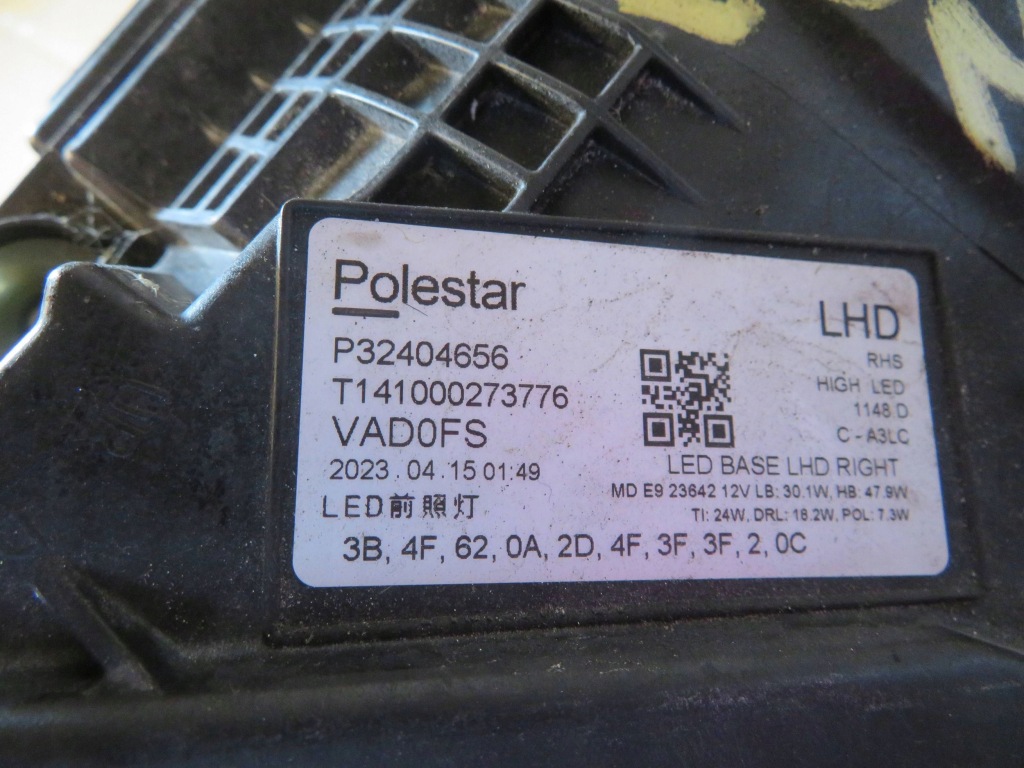 Polestar
LHD
P32404656
RHS
T141000273776
HIGH LED
1148 D
VAD0FS
C - A3LC
2023.04.15 01:49
LED BASE LHD RIGHT
MD E9 23642 12V LB: 30.1W, HB: 47.9W
LED前照灯
TI: 24W, DRL: 18.2W, POL: 7.3W
3B, 4F, 62, 0A, 2D, 4F, 3F, 3F, 2, 0C